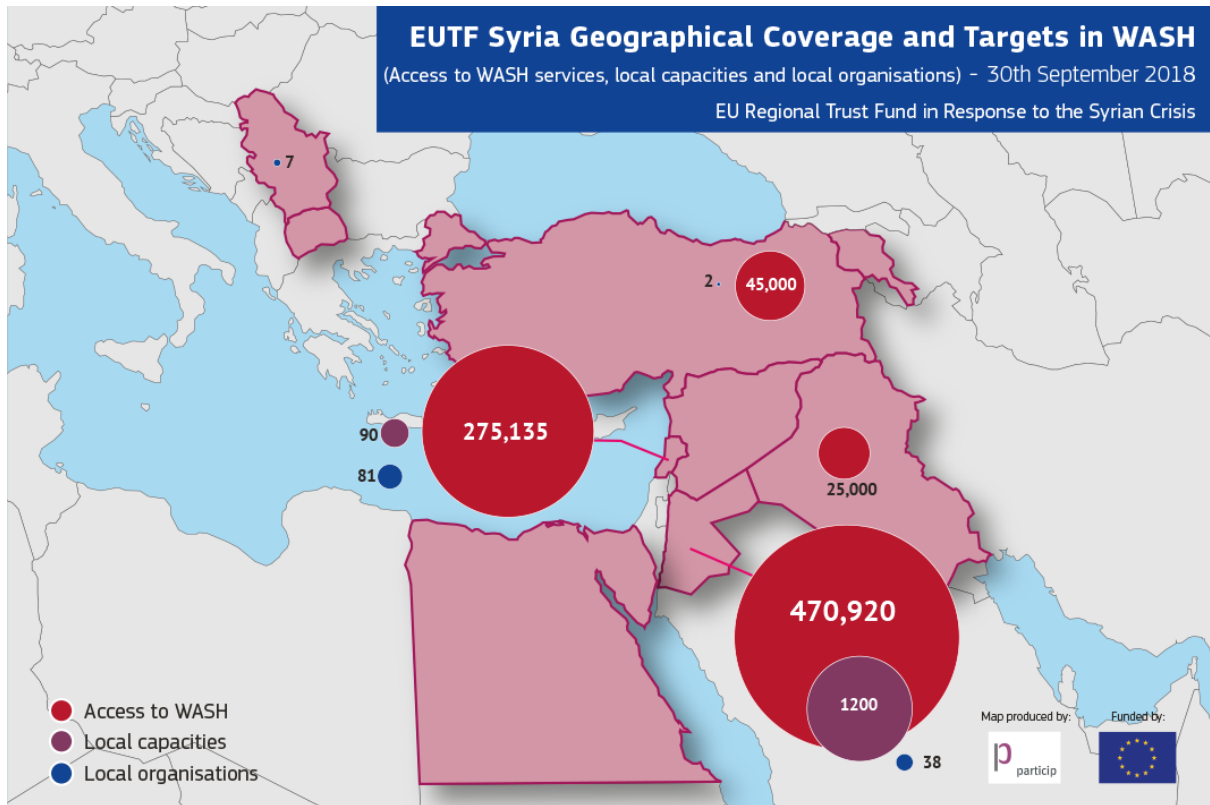 EUTF Syria Geographical Coverage and Targets in WASH
(Access to WASH services, local capacities and local organisations) - 30th September 2018
EU Regional Trust Fund in Response to the Syrian Crisis
7
2
45,000
275,135
90
81
25,000
470,920
1200
38
Access to WASH
Local capacities
Local organisations
Map produced by:
Funded by:
p
particip